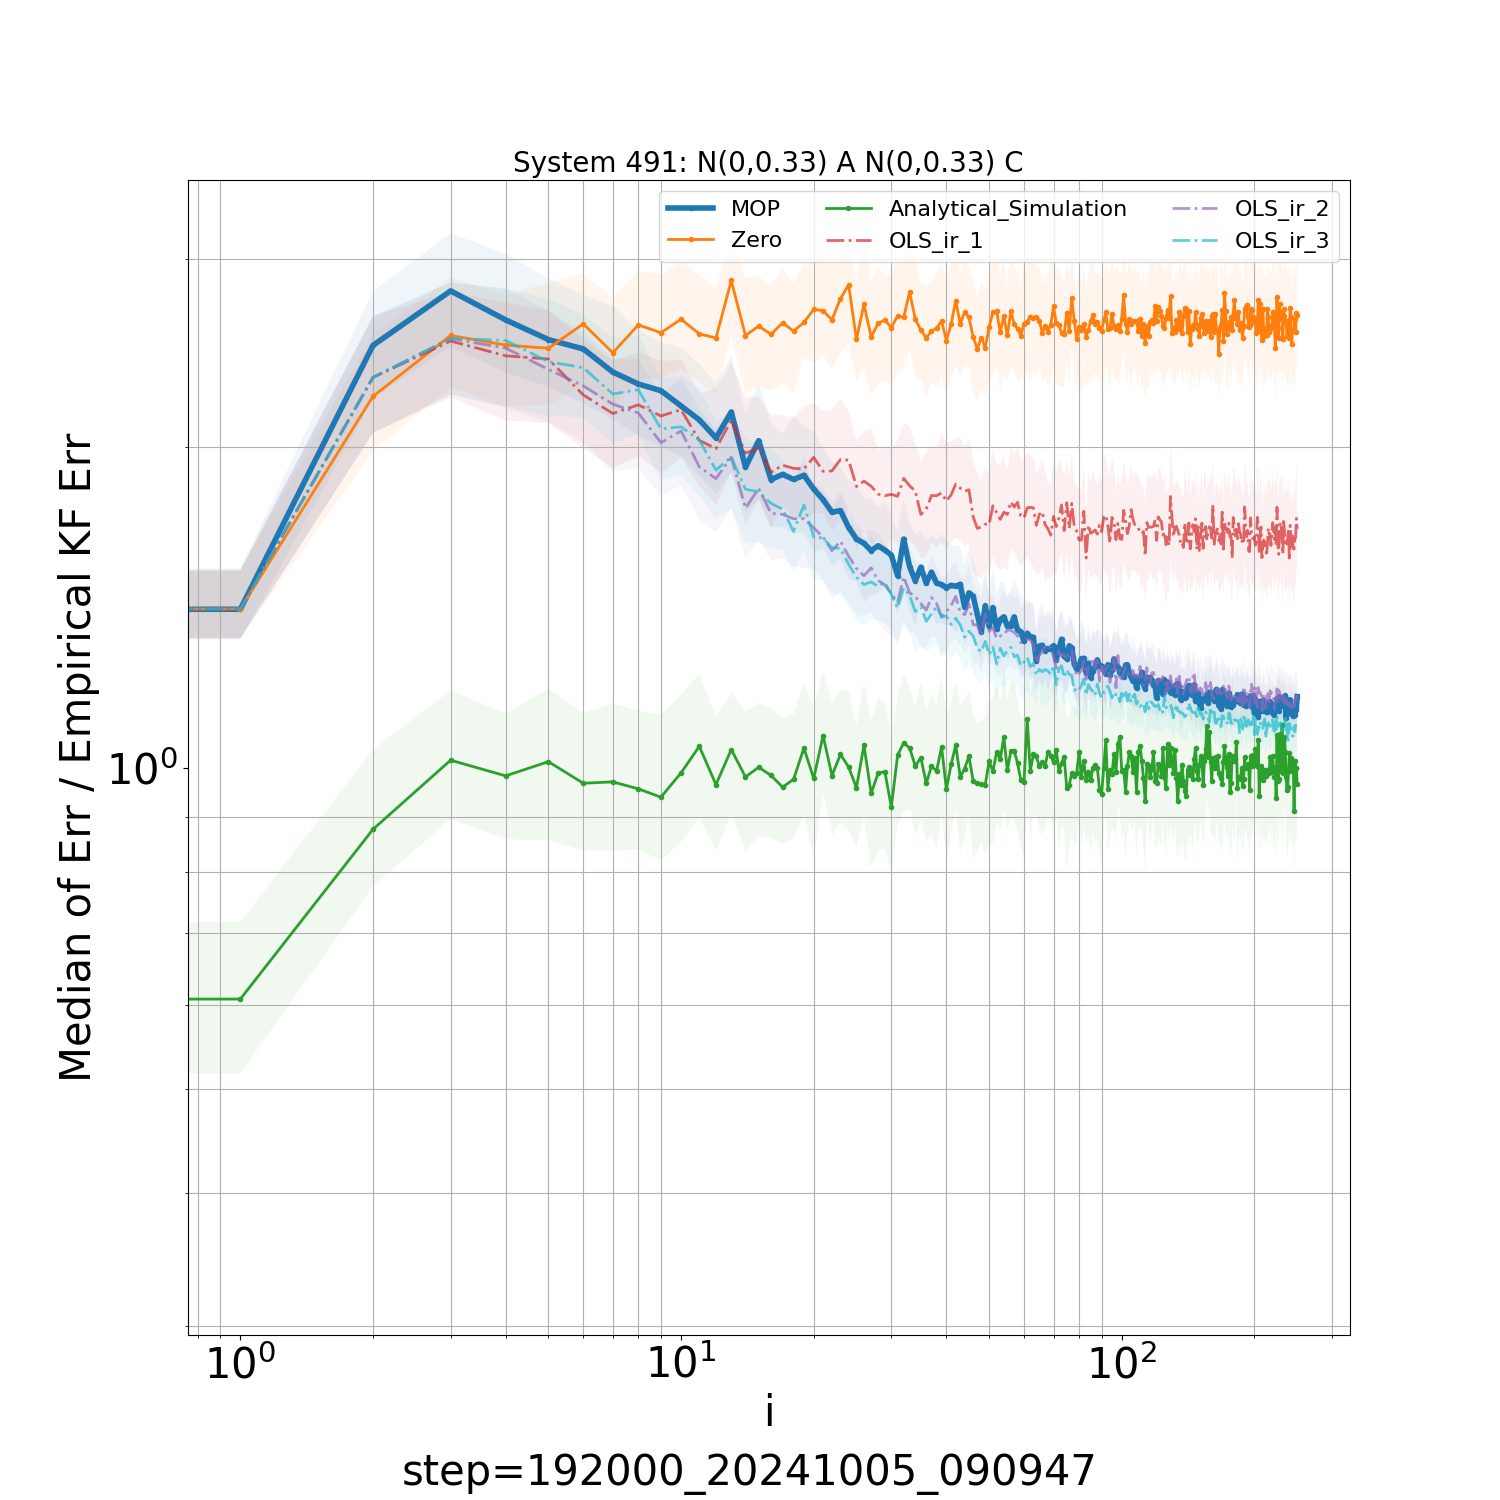 System 491: N(0,0.33) A N(0,0.33) C
MOP
Zero
Analytical_Simulation
OLS_ir_1
OLS_ir_2
OLS_ir_3
Median of Err / Empirical KF Err
10⁰
10⁰
10¹
10²
i
step=192000_20241005_090947